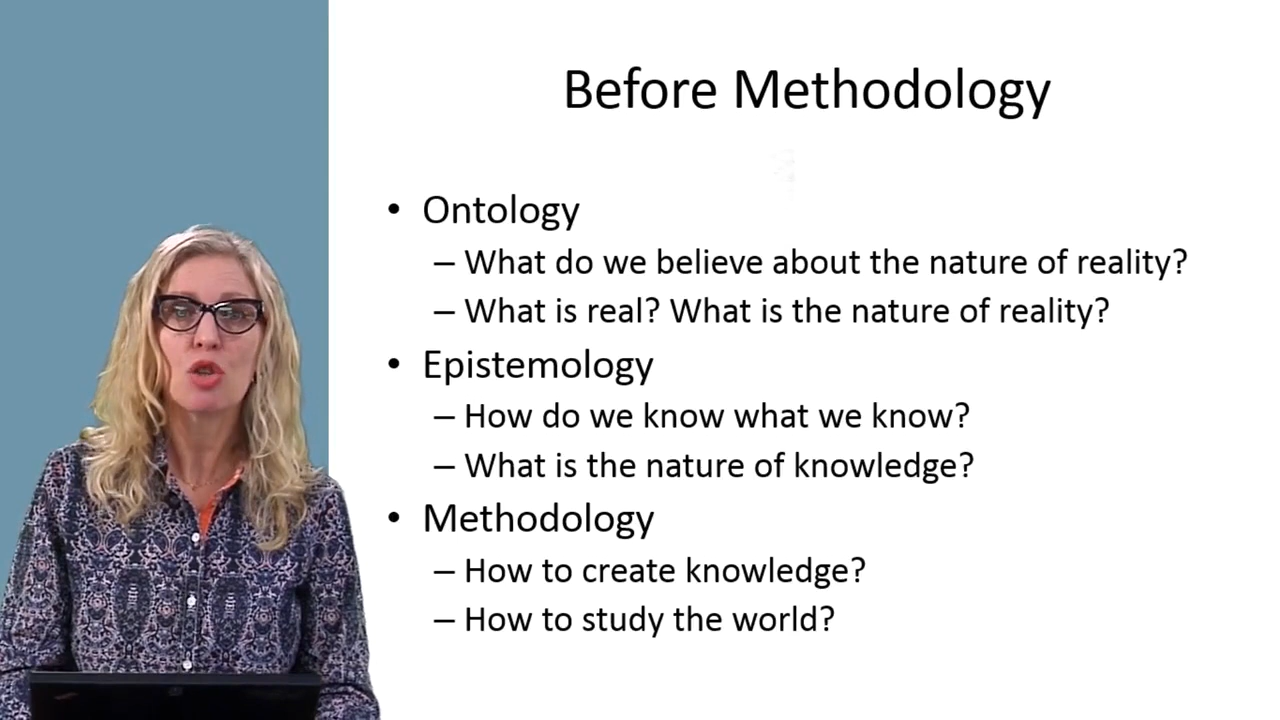 Before Methodology
• Ontology
– What do we believe about the nature of reality?
– What is real? What is the nature of reality?
• Epistemology
– How do we know what we know?
– What is the nature of knowledge?
• Methodology
– How to create knowledge?
– How to study the world?